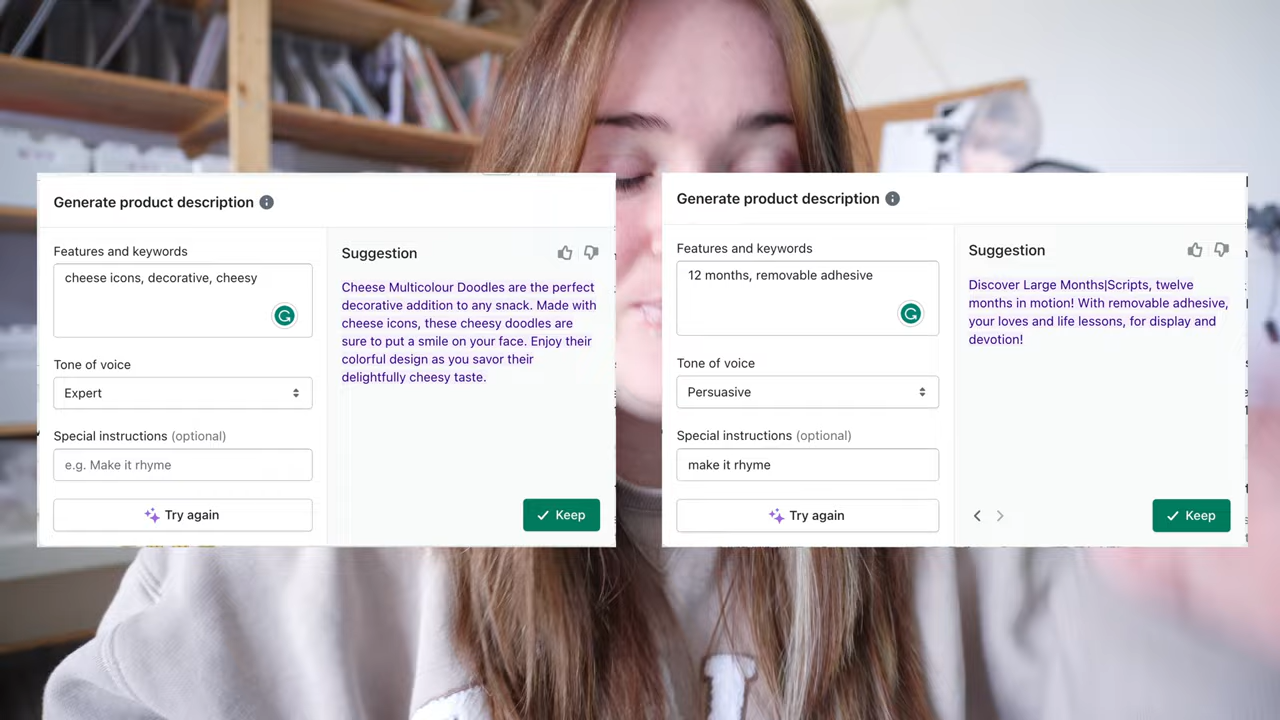 Generate product description
Features and keywords
cheese icons, decorative, cheesy
Tone of voice
Expert
Special instructions (optional)
e.g. Make it rhyme
Try again
Suggestion
Cheese Multicolour Doodles are the perfect
decorative addition to any snack. Made with
cheese icons, these cheesy doodles are
sure to put a smile on your face. Enjoy their
colorful design as you savor their
delightfully cheesy taste.
Keep
Generate product description
Features and keywords
12 months, removable adhesive
Tone of voice
Persuasive
Special instructions (optional)
make it rhyme
Try again
Suggestion
Discover Large Months|Scripts, twelve
months in motion! With removable adhesive,
your loves and life lessons, for display and
devotion!
Keep